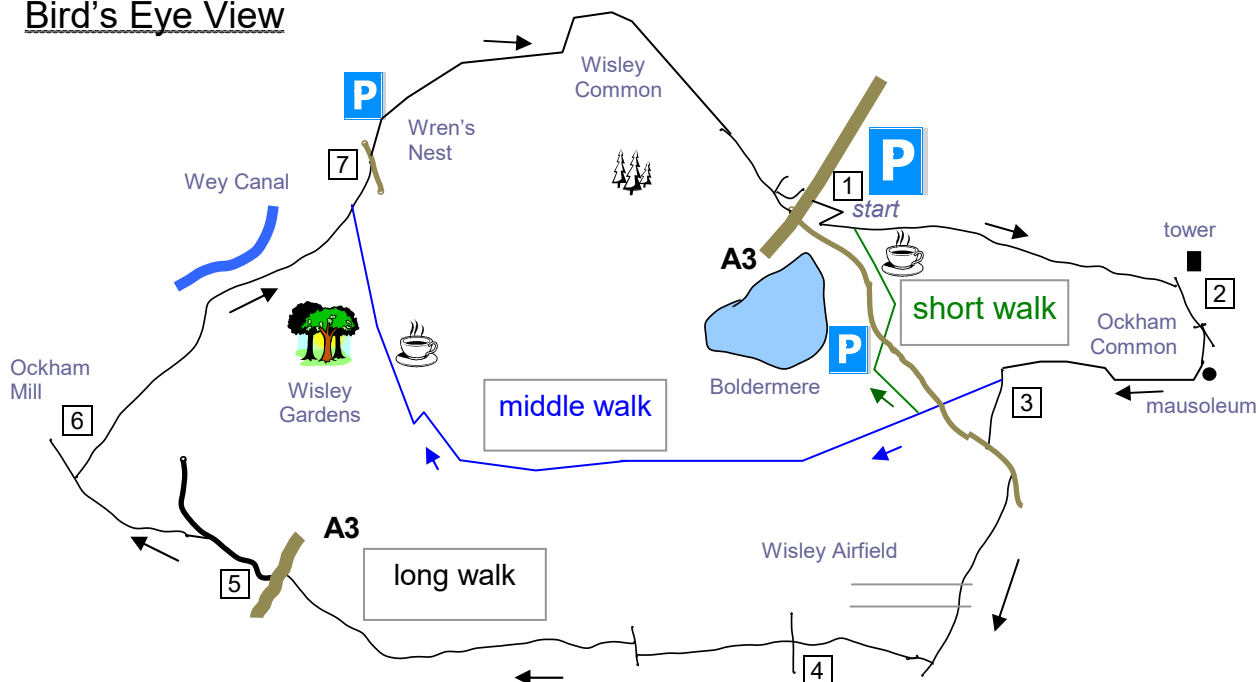 Bird's Eye View
Wisley
Common
P
Wren's
Nest
7
Wey Canal
P
1
start
A3
tower
2
short walk
Ockham
Common
P
Boldermere
mausoleum
3
Ockham
Mill
6
Wisley
Gardens
middle walk
A3
5
long walk
Wisley Airfield
4